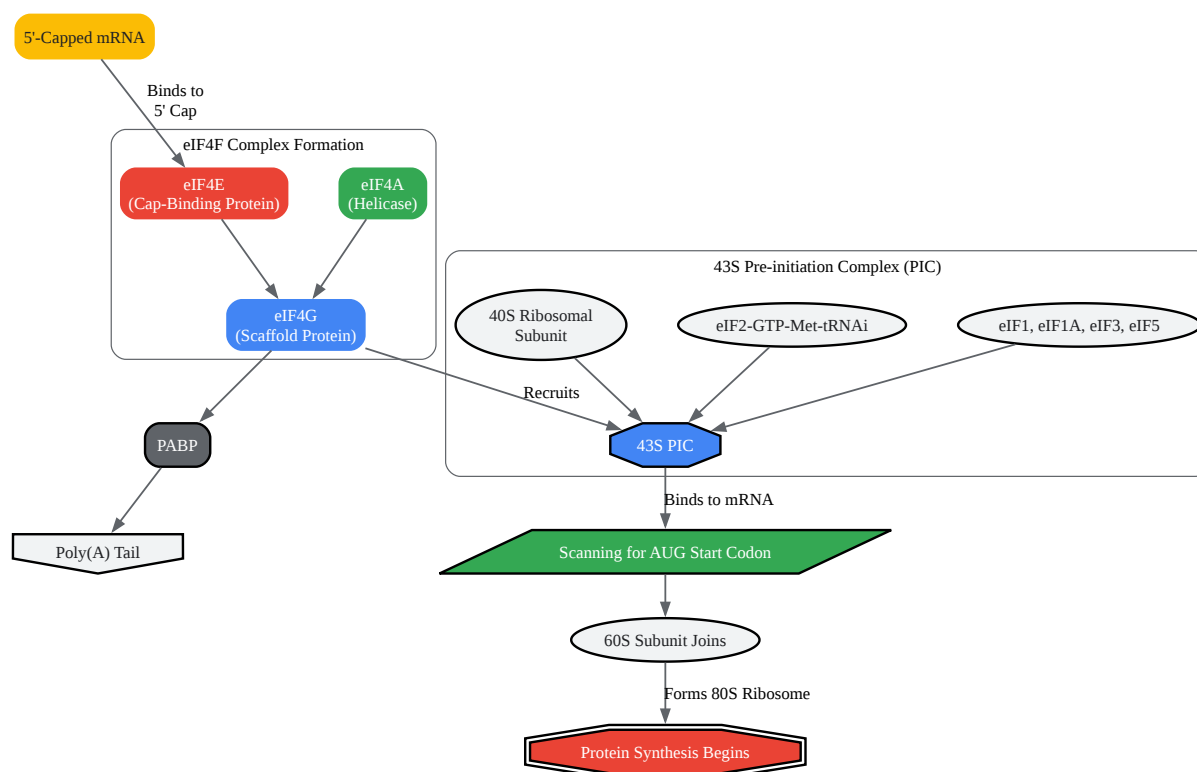 5'-Capped mRNA
Binds to
5' Cap
eIF4F Complex Formation
eIF4E
(Cap-Binding Protein)
eIF4A
(Helicase)
eIF4G
(Scaffold Protein)
43S Pre-initiation Complex (PIC)
40S Ribosomal
Subunit
eIF2-GTP-Met-tRNAi
eIF1, eIF1A, eIF3, eIF5
Recruits
PABP
43S PIC
Poly(A) Tail
Binds to mRNA
Scanning for AUG Start Codon
60S Subunit Joins
Forms 80S Ribosome
Protein Synthesis Begins